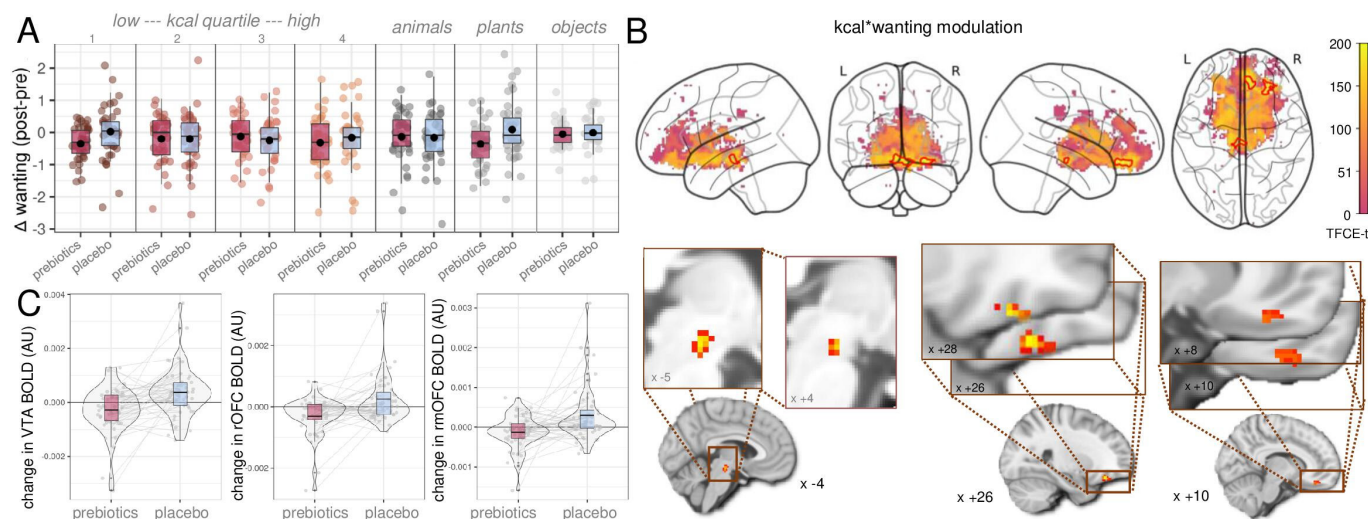 A
low --- kcal quartile --- high
1 2 3 4
animals plants objects
Δ wanting (post-pre)
2
1
0
-1
-2
-3
prebiotics placebo prebiotics placebo prebiotics placebo prebiotics placebo prebiotics placebo prebiotics placebo prebiotics placebo
B
kcal*wanting modulation
L R
L R
200
150
100
51
0
TFCE-t
x -5
x +4
x -4
x +28
x +26
x +26
x +8
x +10
x +10
C
change in VTA BOLD (AU)
0.004
0.002
0.000
-0.002
prebiotics placebo
change in rOFC BOLD (AU)
0.002
0.000
0.002
prebiotics placebo
change in rmOFC BOLD (AU)
0.003
0.002
0.001
0.000
-0.001
prebiotics placebo